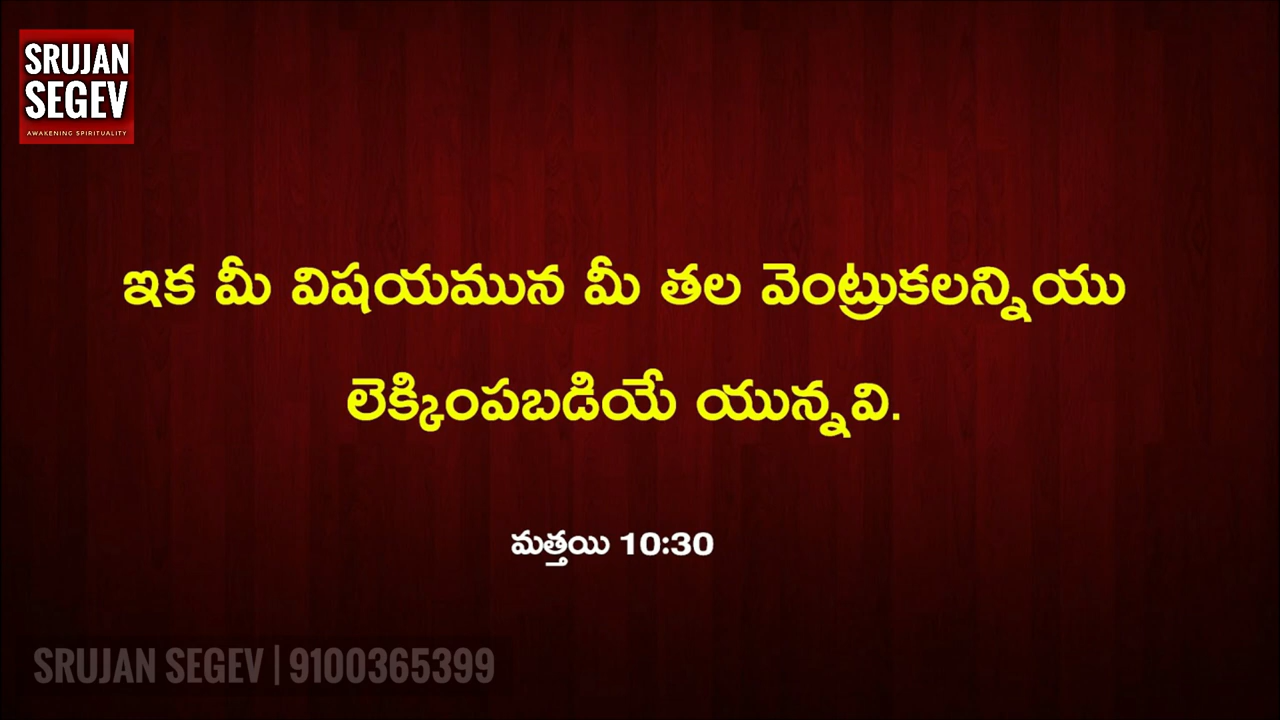 SRUJAN
SEGEV
AWAKENING SPIRITUALITY
ఇక మీ విషయమున మీ తల వెంట్రుకలన్నియు
లెక్కింపబడియే యున్నవి.
మత్తయి 10:30
SRUJAN SEGEV | 9100365399